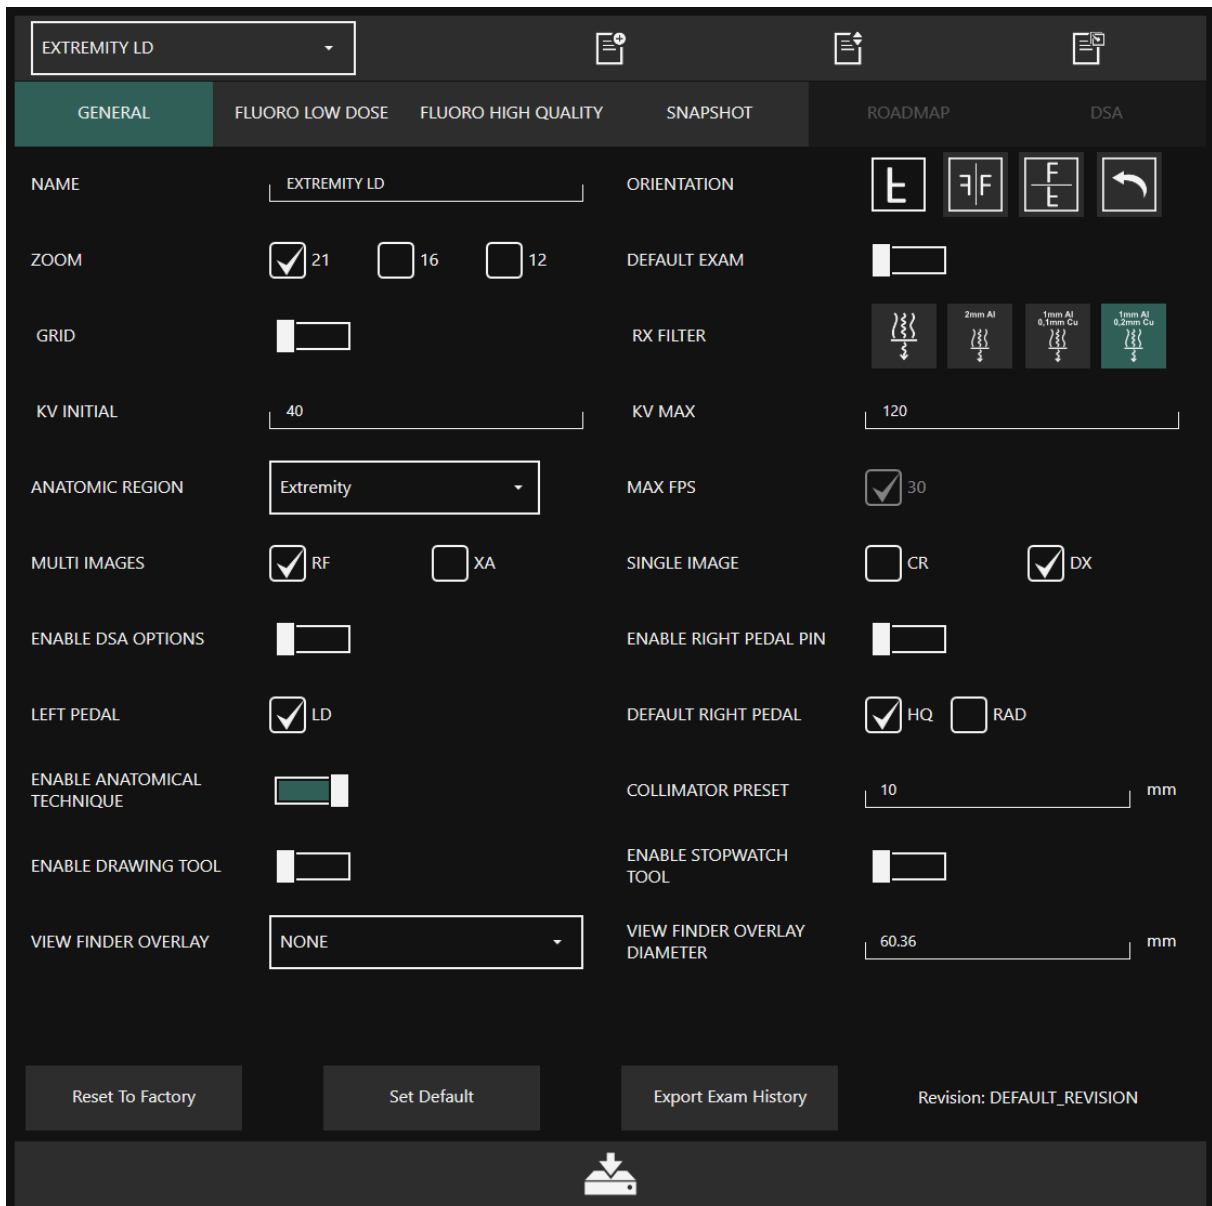 EXTREMITY LD
GENERAL FLUORO LOW DOSE FLUORO HIGH QUALITY SNAPSHOT ROADMAP DSA
NAME EXTREMITY LD ORIENTATION
ZOOM 21 16 12 DEFAULT EXAM
GRID RX FILTER 2mm Al 1mm Al 0,1mm Cu 1mm Al 0,2mm Cu
KV INITIAL 40 KV MAX 120
ANATOMIC REGION Extremity MAX FPS 30
MULTI IMAGES RF XA SINGLE IMAGE CR DX
ENABLE DSA OPTIONS ENABLE RIGHT PEDAL PIN
LEFT PEDAL LD DEFAULT RIGHT PEDAL HQ RAD
ENABLE ANATOMICAL
TECHNIQUE
COLLIMATOR PRESET 10 mm
ENABLE DRAWING TOOL
ENABLE STOPWATCH
TOOL
VIEW FINDER OVERLAY NONE
VIEW FINDER OVERLAY
DIAMETER
60.36 mm
Reset To Factory Set Default Export Exam History Revision: DEFAULT_REVISION